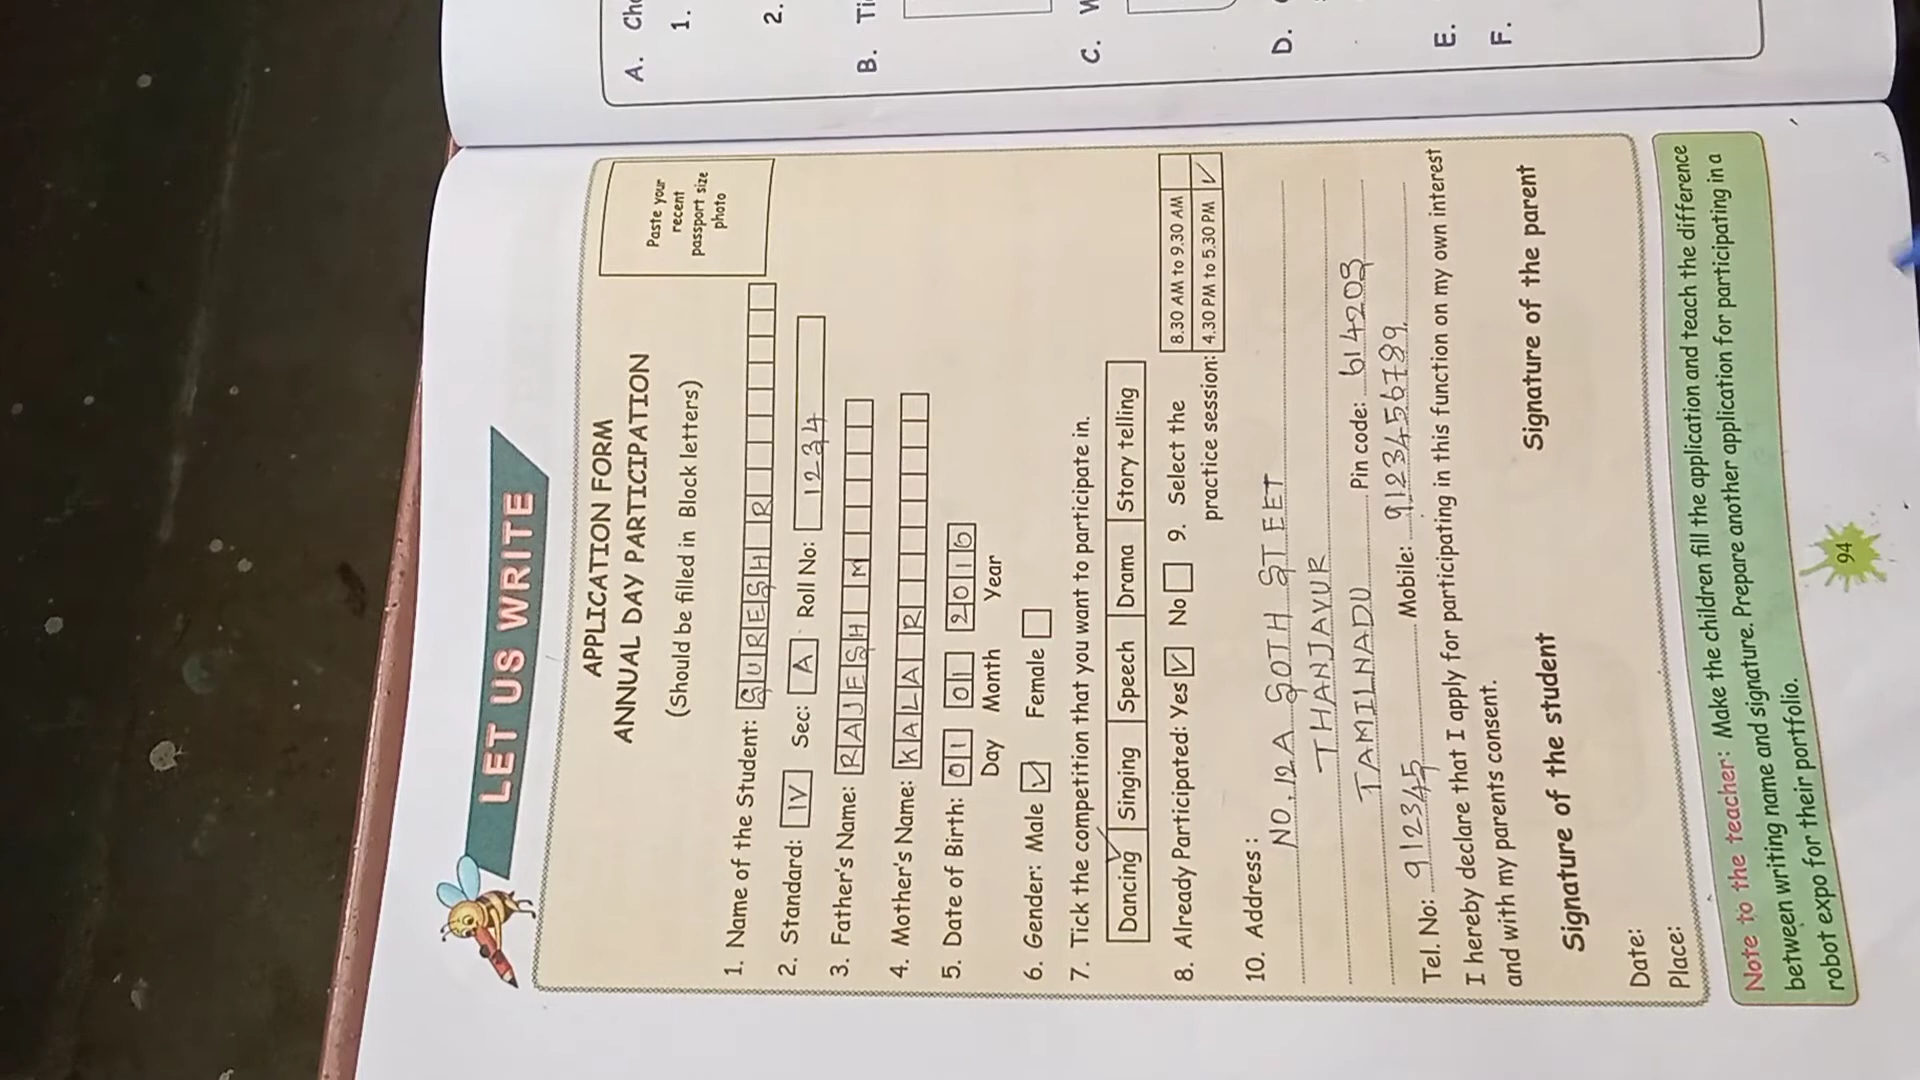 LET US WRITE
APPLICATION FORM
ANNUAL DAY PARTICIPATION
(Should be filled in Block letters)
Paste your
recent
passport size
photo
1. Name of the Student: SURESH R
2. Standard: IV Sec: A Roll No: 1234
3. Father's Name: RAJESH M
4. Mother's Name: KALA R
5. Date of Birth: 01 01 2016
Day Month Year
6. Gender: Male ✓ Female
7. Tick the competition that you want to participate in.
Dancing ✓ Singing Speech Drama Story telling
8. Already Participated: Yes ✓ No
9. Select the
practice session:
8.30 AM to 9.30 AM
4.30 PM to 5.30 PM ✓
10. Address:
NO. 12A SOTH STEET
THANJAVUR
TAMILNADU Pin code: 614203
Tel. No: 912345 Mobile: 9123456789
I hereby declare that I apply for participating in this function on my own interest
and with my parents consent.
Signature of the student Signature of the parent
Date:
Place:
Note to the teacher: Make the children fill the application and teach the difference
between writing name and signature. Prepare another application for participating in a
robot expo for their portfolio.
94
A. Ch
1.
2.
B. Ti
C. W
D.
E.
F.